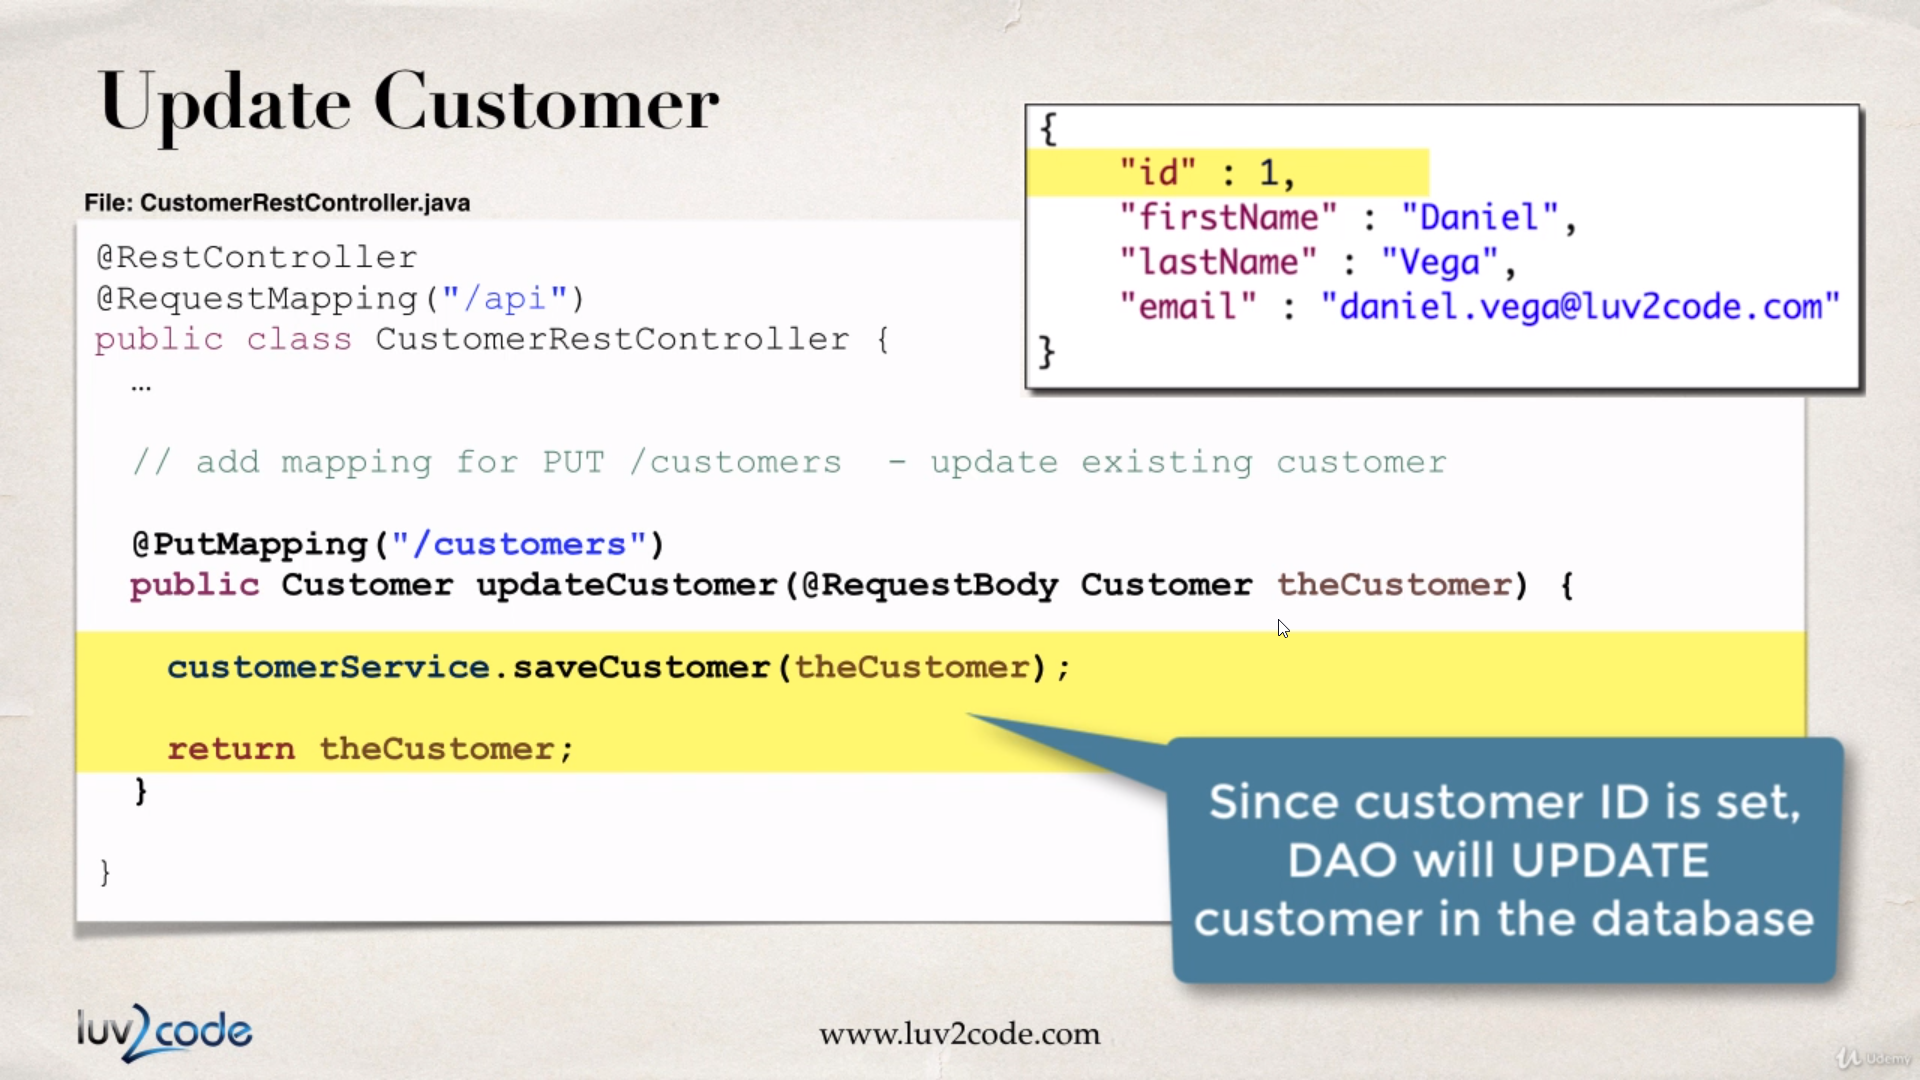 Update Customer
File: CustomerRestController.java
@RestController
@RequestMapping("/api")
public class CustomerRestController {
...
// add mapping for PUT /customers - update existing customer
@PutMapping("/customers")
public Customer updateCustomer(@RequestBody Customer theCustomer) {
customerService.saveCustomer(theCustomer);
return theCustomer;
}
}
{
"id" : 1,
"firstName" : "Daniel",
"lastName" : "Vega",
"email" : "daniel.vega@luv2code.com"
}
Since customer ID is set,
DAO will UPDATE
customer in the database
luv2code
www.luv2code.com
Udemy